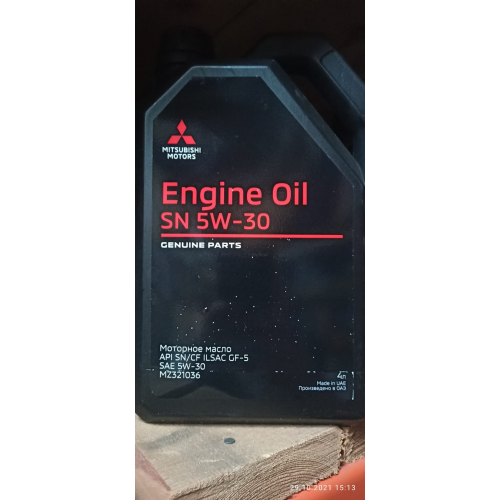 MITSUBISHI
MOTORS
Engine Oil
SN 5W-30
GENUINE PARTS
Моторное масло
API SN/CF ILSAC GF-5
SAE 5W-30
MZ321036
4л
Made in UAE
Произведено в ОАЭ
29.10.2021 15:13